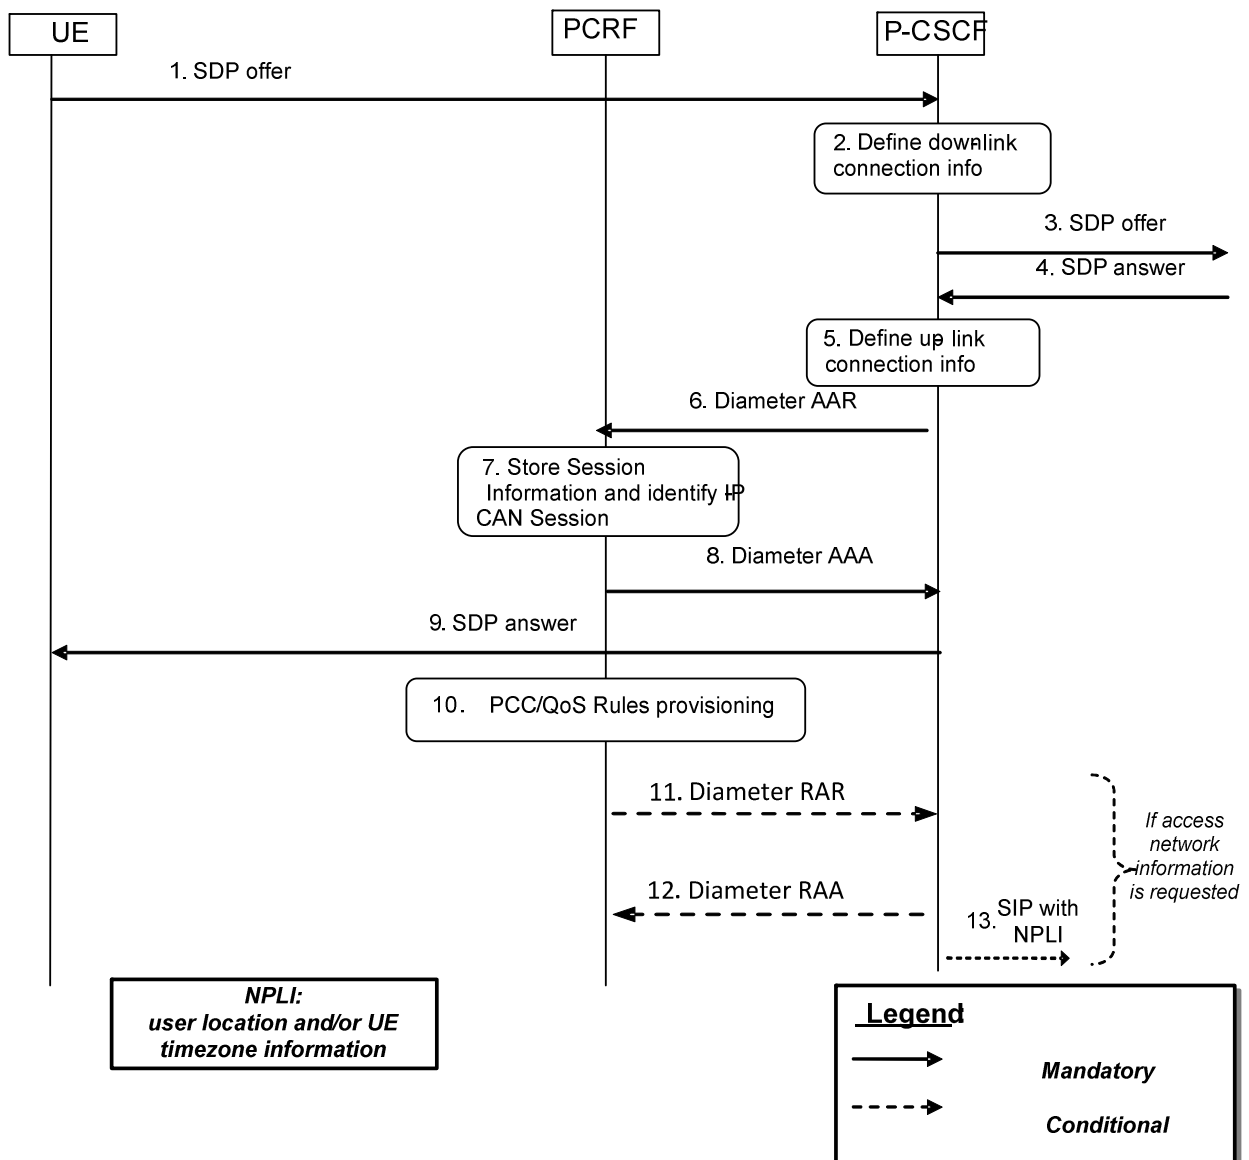 UE
PCRF
P-CSCF
1. SDP offer
2. Define downlink
connection info
3. SDP offer
4. SDP answer
5. Define up link
connection info
6. Diameter AAR
7. Store Session
Information and identify IP
CAN Session
8. Diameter AAA
9. SDP answer
10. PCC/QoS Rules provisioning
11. Diameter RAR
If access
network
information
is requested
12. Diameter RAA
13. SIP with
NPLI
NPLI:
user location and/or UE
timezone information
Legend:
Mandatory
Conditional